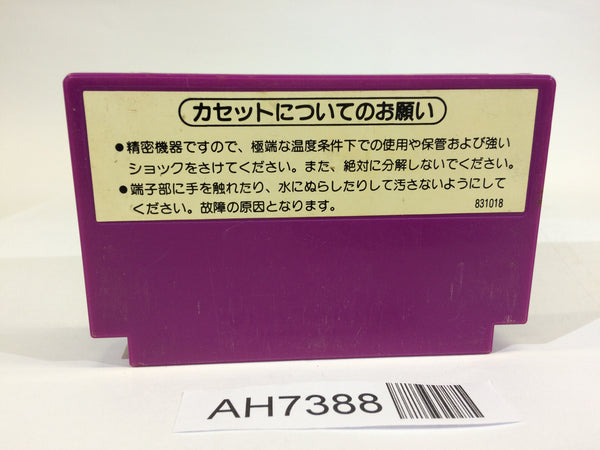 カセットについてのお願い
●精密機器ですので、極端な温度条件下での使用や保管および強い
ショックをさけてください。また、絶対に分解しないでください。
●端子部に手を触れたり、水にぬらしたりして汚さないようにして
ください。故障の原因となります。
831018
AH7388